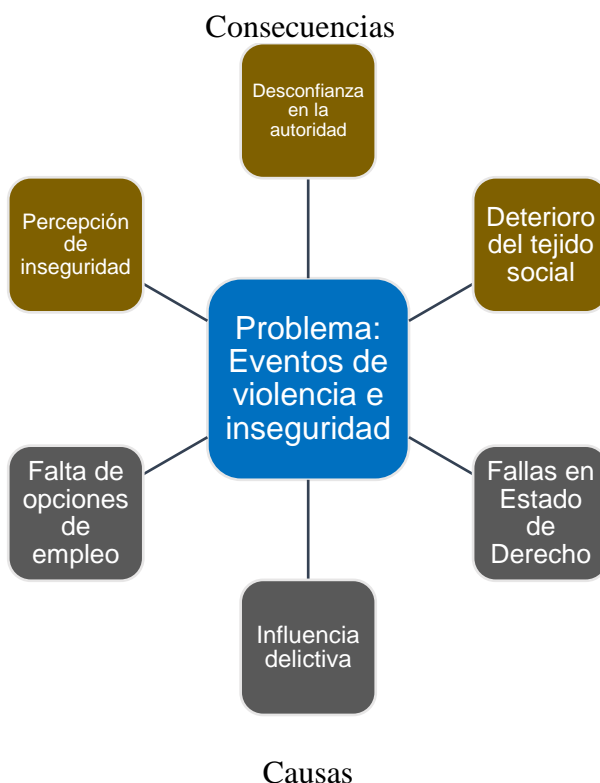 Consecuencias
Desconfianza
en la
autoridad
Percepción
de
inseguridad
Deterioro
del tejido
social
Problema:
Eventos de
violencia e
inseguridad
Falta de
opciones
de
empleo
Fallas en
Estado
de
Derecho
Influencia
delictiva
Causas